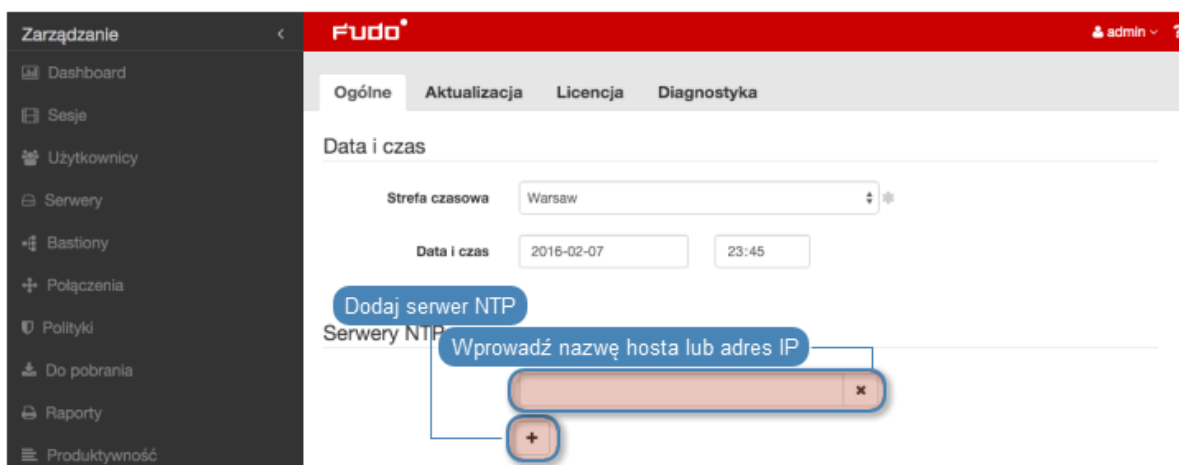 Zarządzanie
Fudo
admin
?
Dashboard
Sesje
Użytkownicy
Serwery
Bastiony
Połączenia
Polityki
Do pobrania
Raporty
Produktywność
Ogólne Aktualizacja Licencja Diagnostyka
Data i czas
Strefa czasowa Warsaw
Data i czas 2016-02-07 23:45
Dodaj serwer NTP
Serwery NTP
Wprowadź nazwę hosta lub adres IP